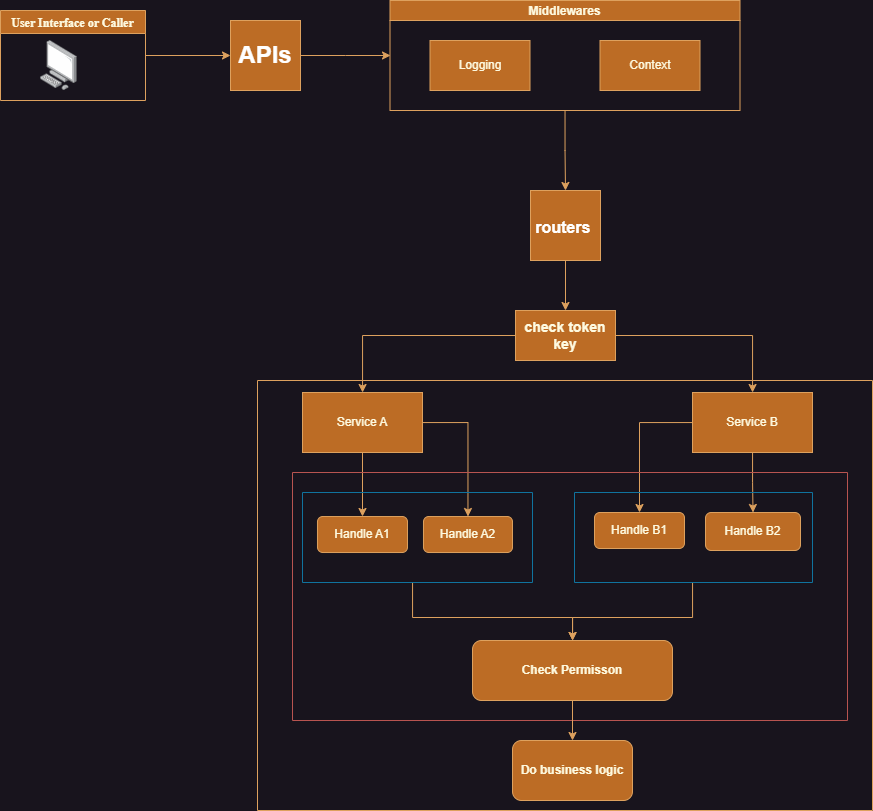 User Interface or Caller
APIs
Middlewares
Logging
Context
routers
check token
key
Service A
Service B
Handle A1
Handle A2
Handle B1
Handle B2
Check Permisson
Do business logic